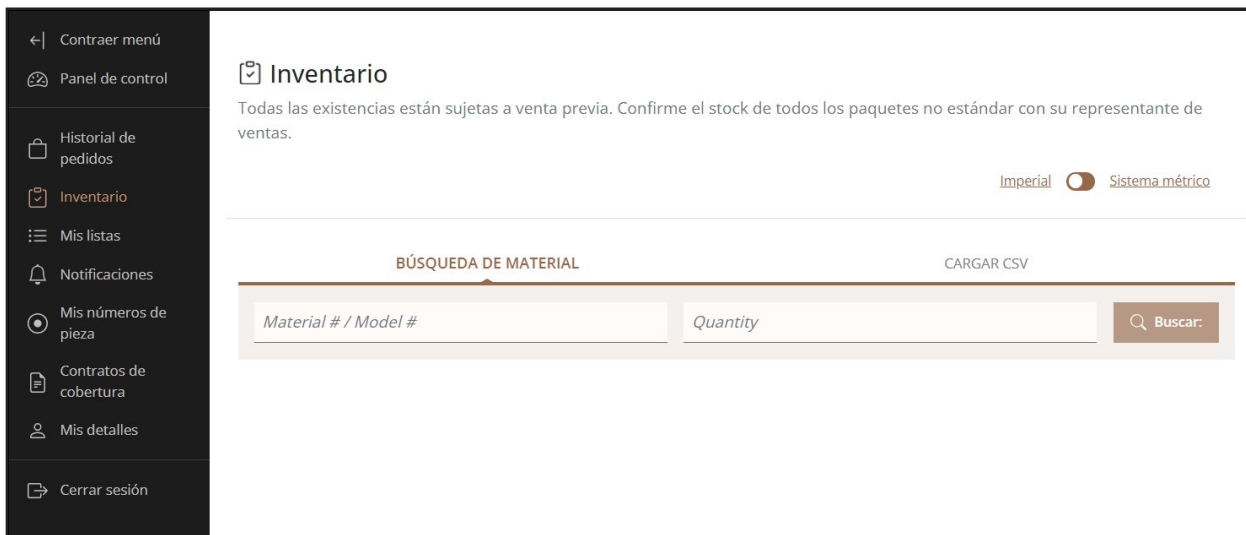 Contraer menú
Panel de control
Historial de
pedidos
Inventario
Mis listas
Notificaciones
Mis números de
pieza
Contratos de
cobertura
Mis detalles
Cerrar sesión
Inventario
Todas las existencias están sujetas a venta previa. Confirme el stock de todos los paquetes no estándar con su representante de
ventas.
Imperial Sistema métrico
BÚSQUEDA DE MATERIAL CARGAR CSV
Material # / Model # Quantity Buscar: